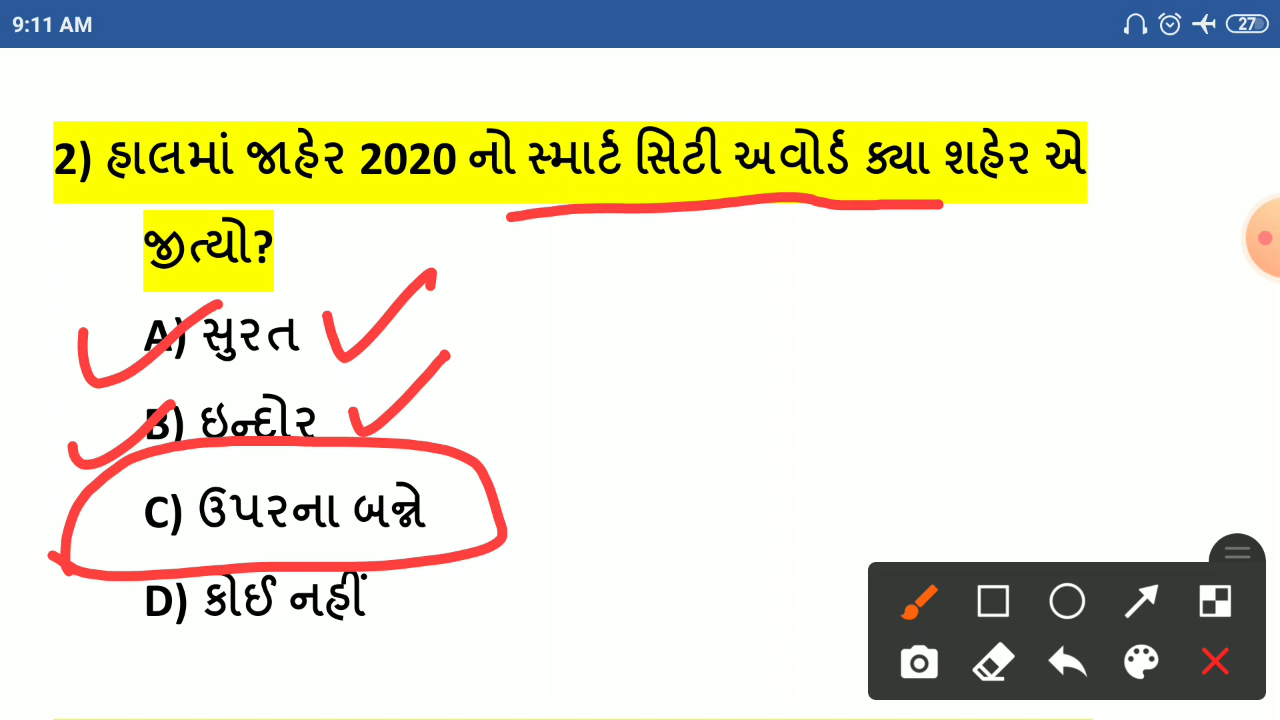 9:11 AM
27
2) હાલમાં જાહેર 2020 નો સ્માર્ટ સિટી અવોર્ડ ક્યા શહેર એ
જીત્યો?
A) સુરત
B) ઇન્દોર
C) ઉપરના બન્ને
D) કોઈ નહીં